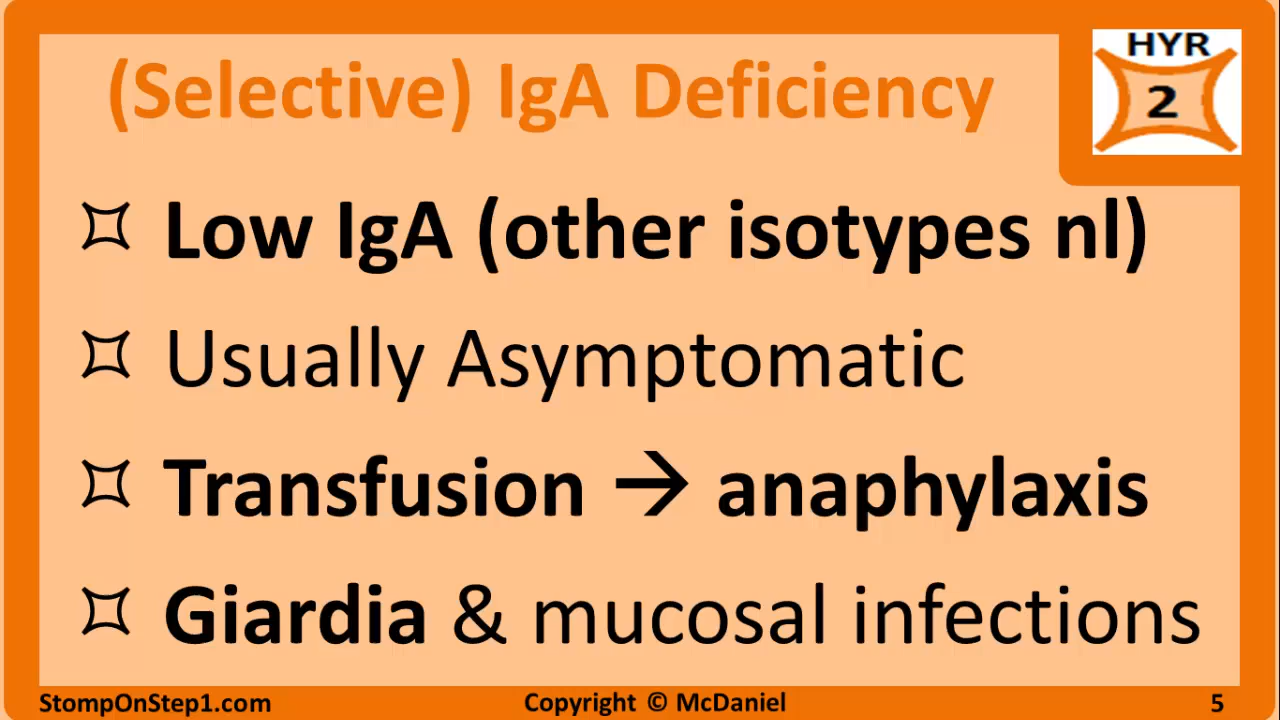 (Selective) IgA Deficiency
HYR
2
Low IgA (other isotypes nl)
Usually Asymptomatic
Transfusion → anaphylaxis
Giardia & mucosal infections
StompOnStep1.com
Copyright © McDaniel
5